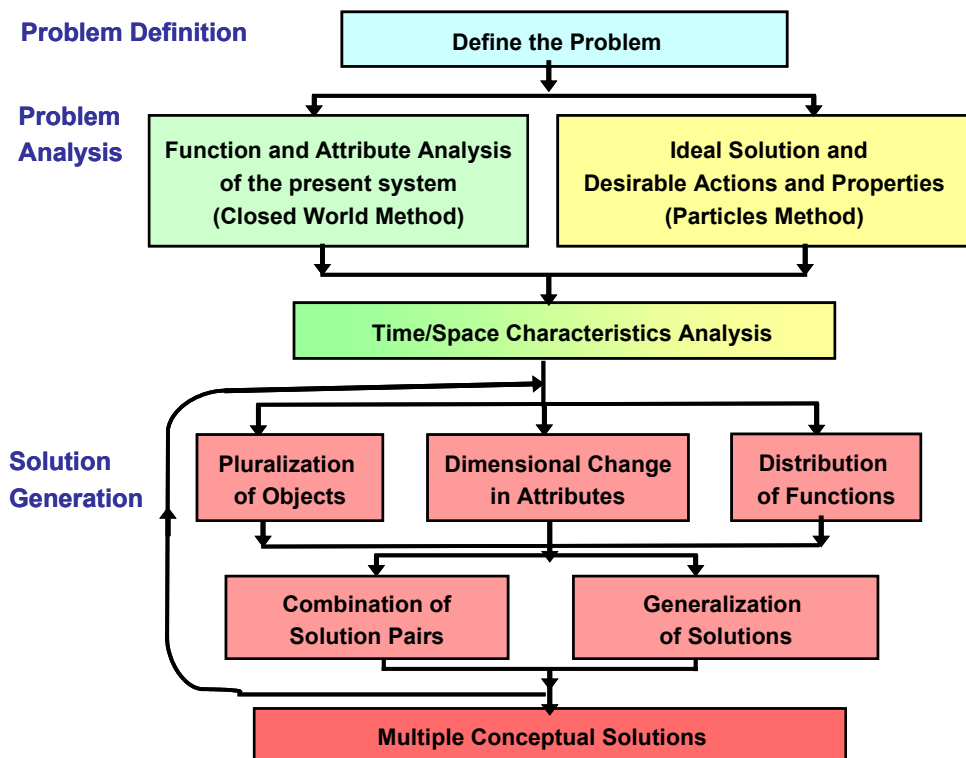 Problem Definition
Define the Problem
Problem
Analysis
Function and Attribute Analysis
of the present system
(Closed World Method)
Ideal Solution and
Desirable Actions and Properties
(Particles Method)
Time/Space Characteristics Analysis
Solution
Generation
Pluralization
of Objects
Dimensional Change
in Attributes
Distribution
of Functions
Combination of
Solution Pairs
Generalization
of Solutions
Multiple Conceptual Solutions